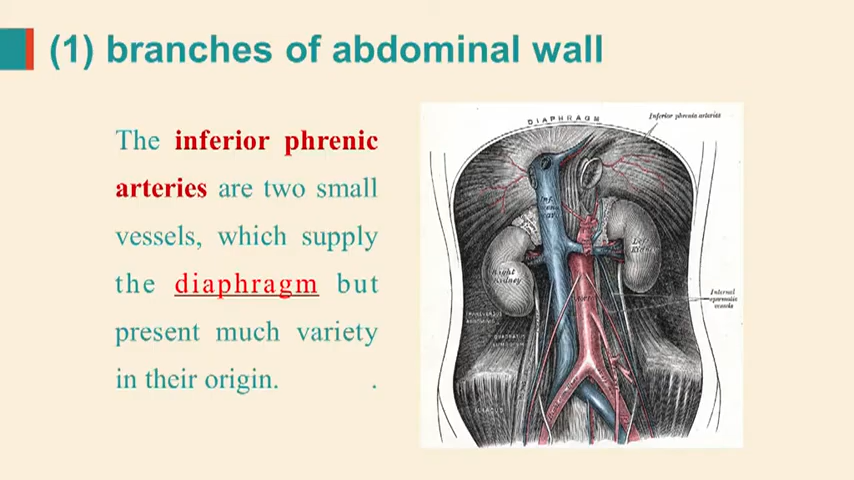 (1) branches of abdominal wall
The inferior phrenic
arteries are two small
vessels, which supply
the diaphragm but
present much variety
in their origin. .
DIAPHRAGM
Inferior phrenic arteries
Right
Kidney
Left
Kidney
Internal
spermatic
vessels